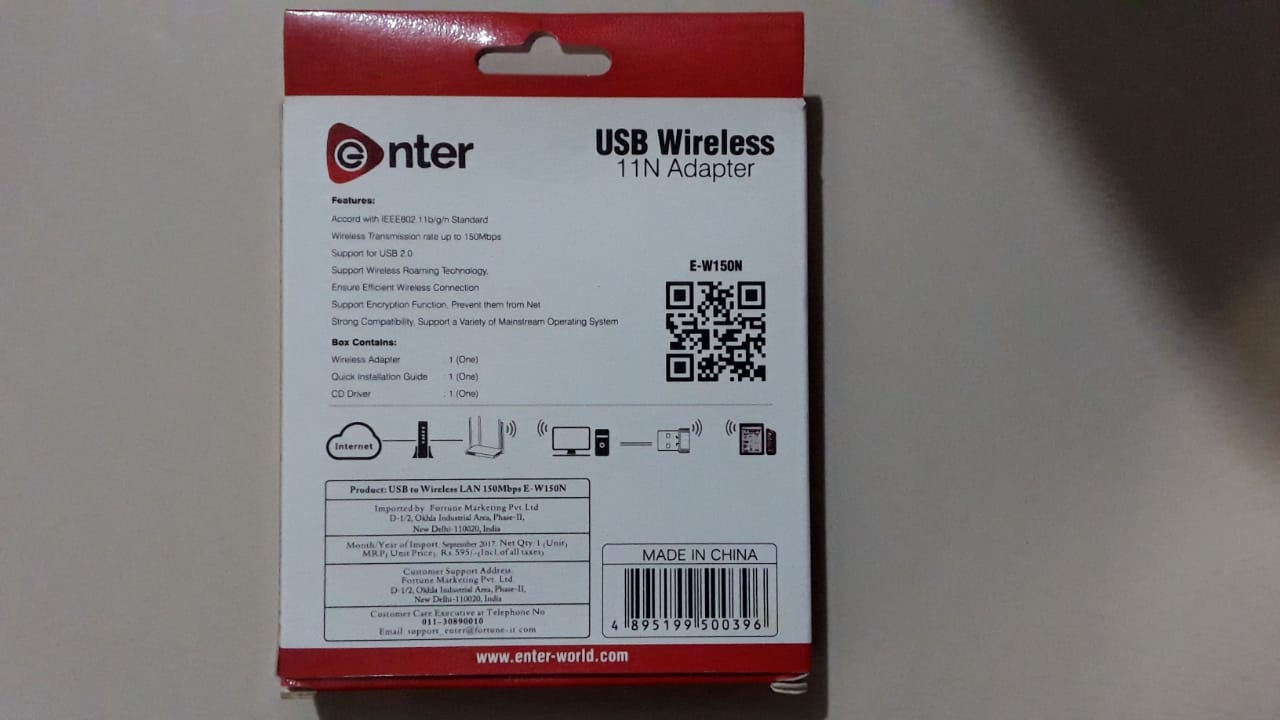 enter
USB Wireless
11N Adapter
Features:
Accord with IEEE802.11b/g/n Standard
Wireless Transmission rate up to 150Mbps
Support for USB 2.0
Support Wireless Roaming Technology,
Ensure Efficient Wireless Connection
Support Encryption Function, Prevent them from Net
Strong Compatibility, Support a Variety of Mainstream Operating System
E-W150N
Box Contains:
Wireless Adapter : 1 (One)
Quick Installation Guide : 1 (One)
CD Driver : 1 (One)
Internet
Product: USB to Wireless LAN 150Mbps E-W150N
Imported by Fortune Marketing Pvt Ltd
D-1/2, Okhla Industrial Area, Phase-II,
New Delhi-110020, India
Month/Year of Import: September 2017. Net Qty: 1 (Unit)
MRP( Unit Price): Rs. 595/-(Incl. of all taxes)
Customer Support Address:
Fortune Marketing Pvt. Ltd.
D-1/2, Okhla Industrial Area, Phase-II,
New Delhi-110020, India
Customer Care Executive at Telephone No
011-30890010
Email: support_enter@fortune-it.com
MADE IN CHINA
4 895199 500396
www.enter-world.com